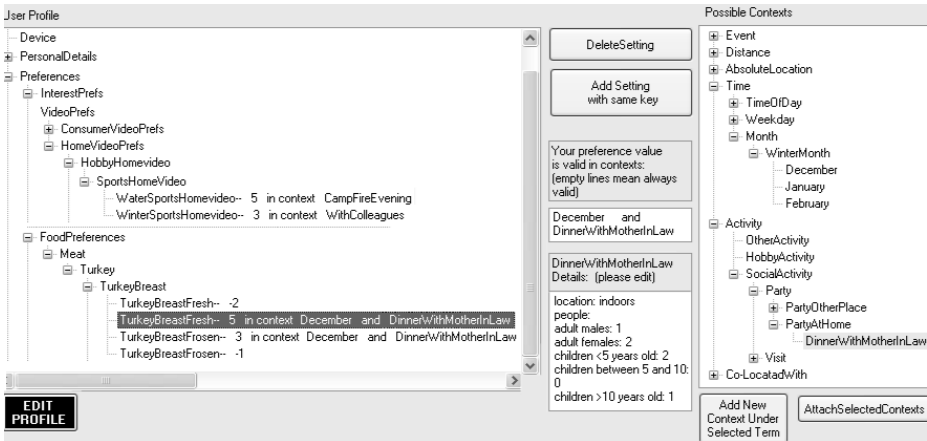 User Profile
Device
PersonalDetails
Preferences
InterestPrefs
VideoPrefs
ConsumerVideoPrefs
HomeVideoPrefs
HobbyHomevideo
SportsHomeVideo
WaterSportsHomevideo-- 5 in context CampFireEvening
WinterSportsHomevideo-- 3 in context WithColleagues
FoodPreferences
Meat
Turkey
TurkeyBreast
TurkeyBreastFresh-- -2
TurkeyBreastFresh-- 5 in context December and DinnerWithMotherInLaw
TurkeyBreastFrosen-- 3 in context December and DinnerWithMotherInLaw
TurkeyBreastFrosen-- -1
EDIT
PROFILE
DeleteSetting
Add Setting
with same key
Your preference value
is valid in contexts:
(empty lines mean always
valid)
December and
DinnerWithMotherInLaw
DinnerWithMotherInLaw
Details: (please edit)
location: indoors
people:
adult males: 1
adult females: 2
children <5 years old: 2
children between 5 and 10:
0
children >10 years old: 1
Possible Contexts
Event
Distance
AbsoluteLocation
Time
TimeOfDay
Weekday
Month
WinterMonth
December
January
February
Activity
OtherActivity
HobbyActivity
SocialActivity
Party
PartyOtherPlace
PartyAtHome
DinnerWithMotherInLaw
Visit
Co-LocatadWith
Add New
Context Under
Selected Term
AttachSelectedContexts